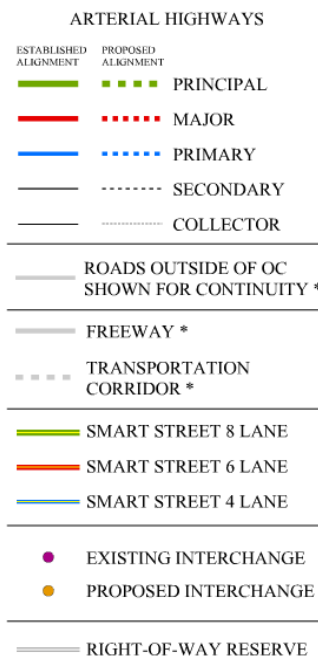 ARTERIAL HIGHWAYS
ESTABLISHED PROPOSED
ALIGNMENT ALIGNMENT
PRINCIPAL
MAJOR
PRIMARY
SECONDARY
COLLECTOR
ROADS OUTSIDE OF OC
SHOWN FOR CONTINUITY *
FREEWAY *
TRANSPORTATION
CORRIDOR *
SMART STREET 8 LANE
SMART STREET 6 LANE
SMART STREET 4 LANE
EXISTING INTERCHANGE
PROPOSED INTERCHANGE
RIGHT-OF-WAY RESERVE